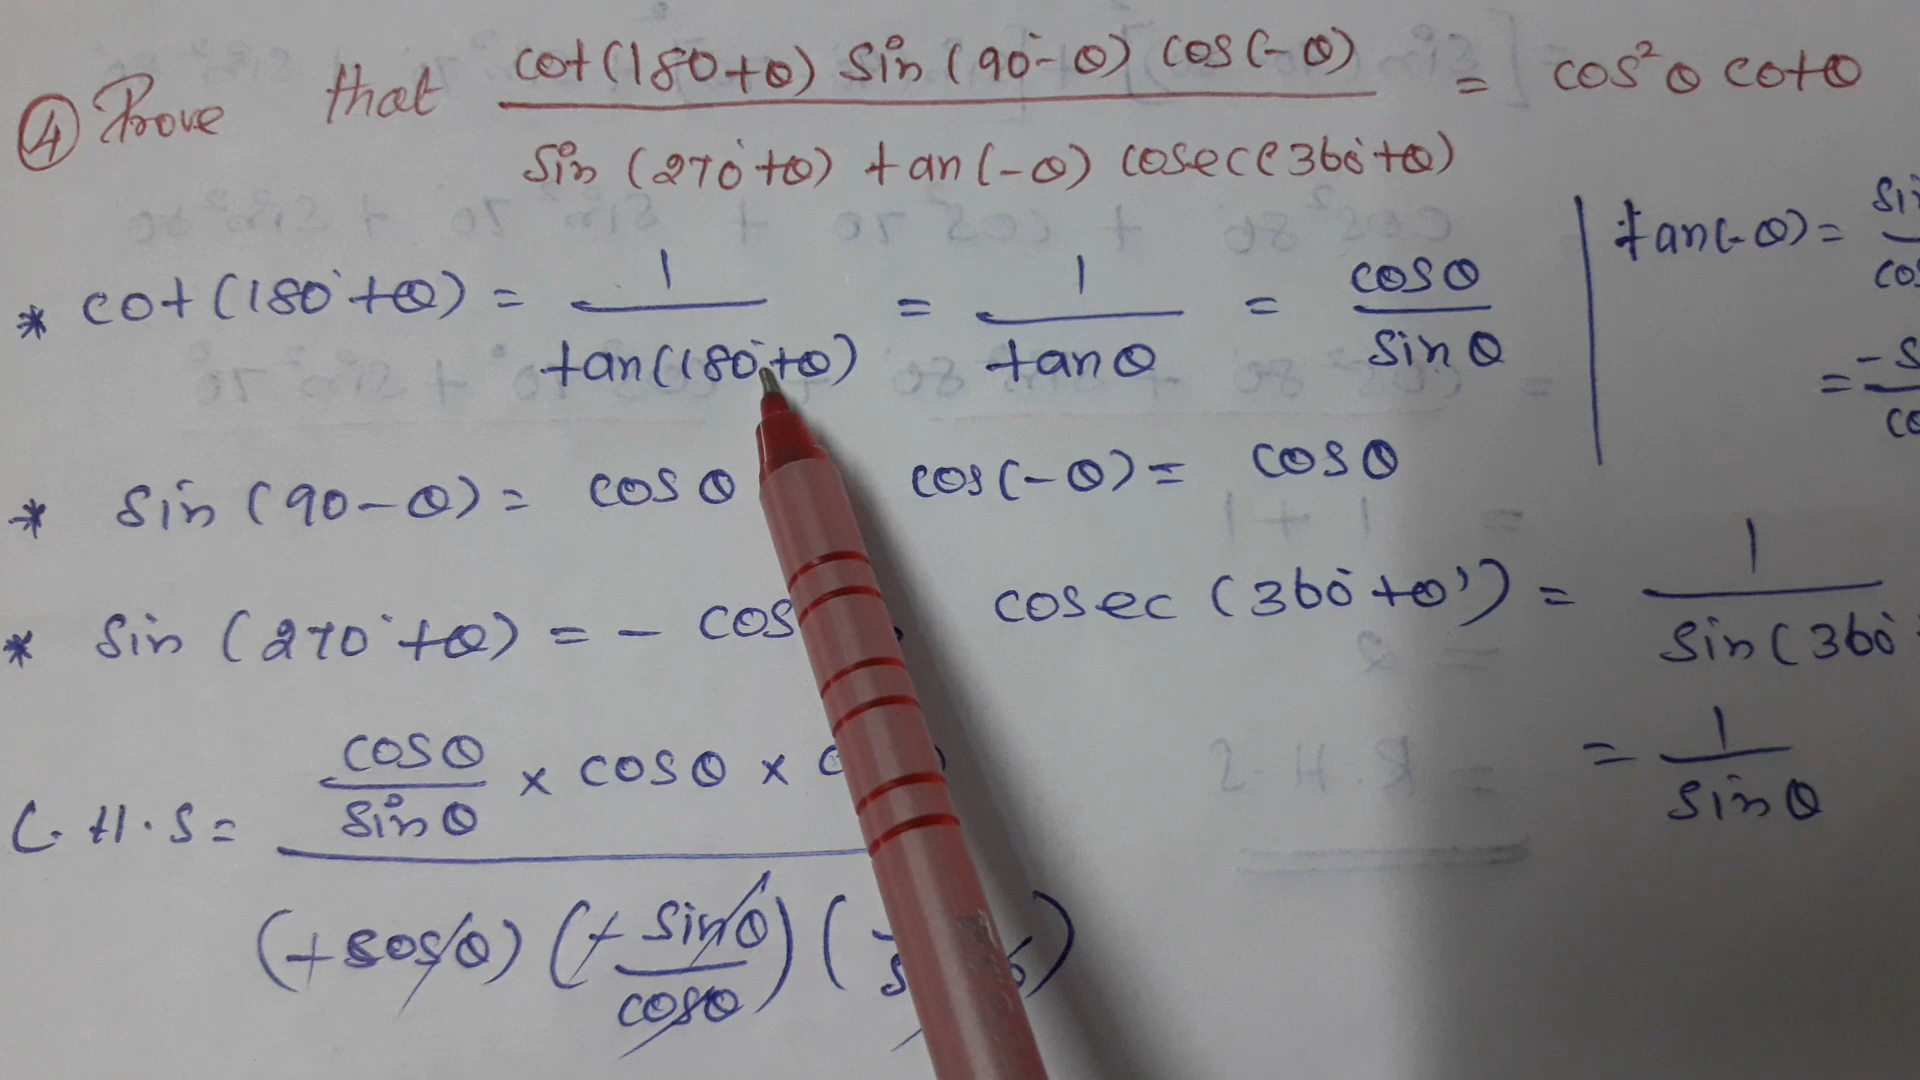 ④ Prove that cot(180+θ) sin(90°-θ) cos(-θ) / sin(270°+θ) tan(-θ) cosec(360°+θ) = cos²θ cotθ
tan(-θ) =
* cot(180°+θ) = 1 / tan(180°+θ) = 1 / tanθ = cosθ / sinθ
* sin(90-θ) = cosθ cos(-θ) = cosθ
* sin(270°+θ) = - cos cosec(360°+θ) = 1 / sin(360°
= 1 / sinθ
L.H.S = cosθ / sinθ × cosθ ×
(+cosθ) (+ sinθ / cosθ) (